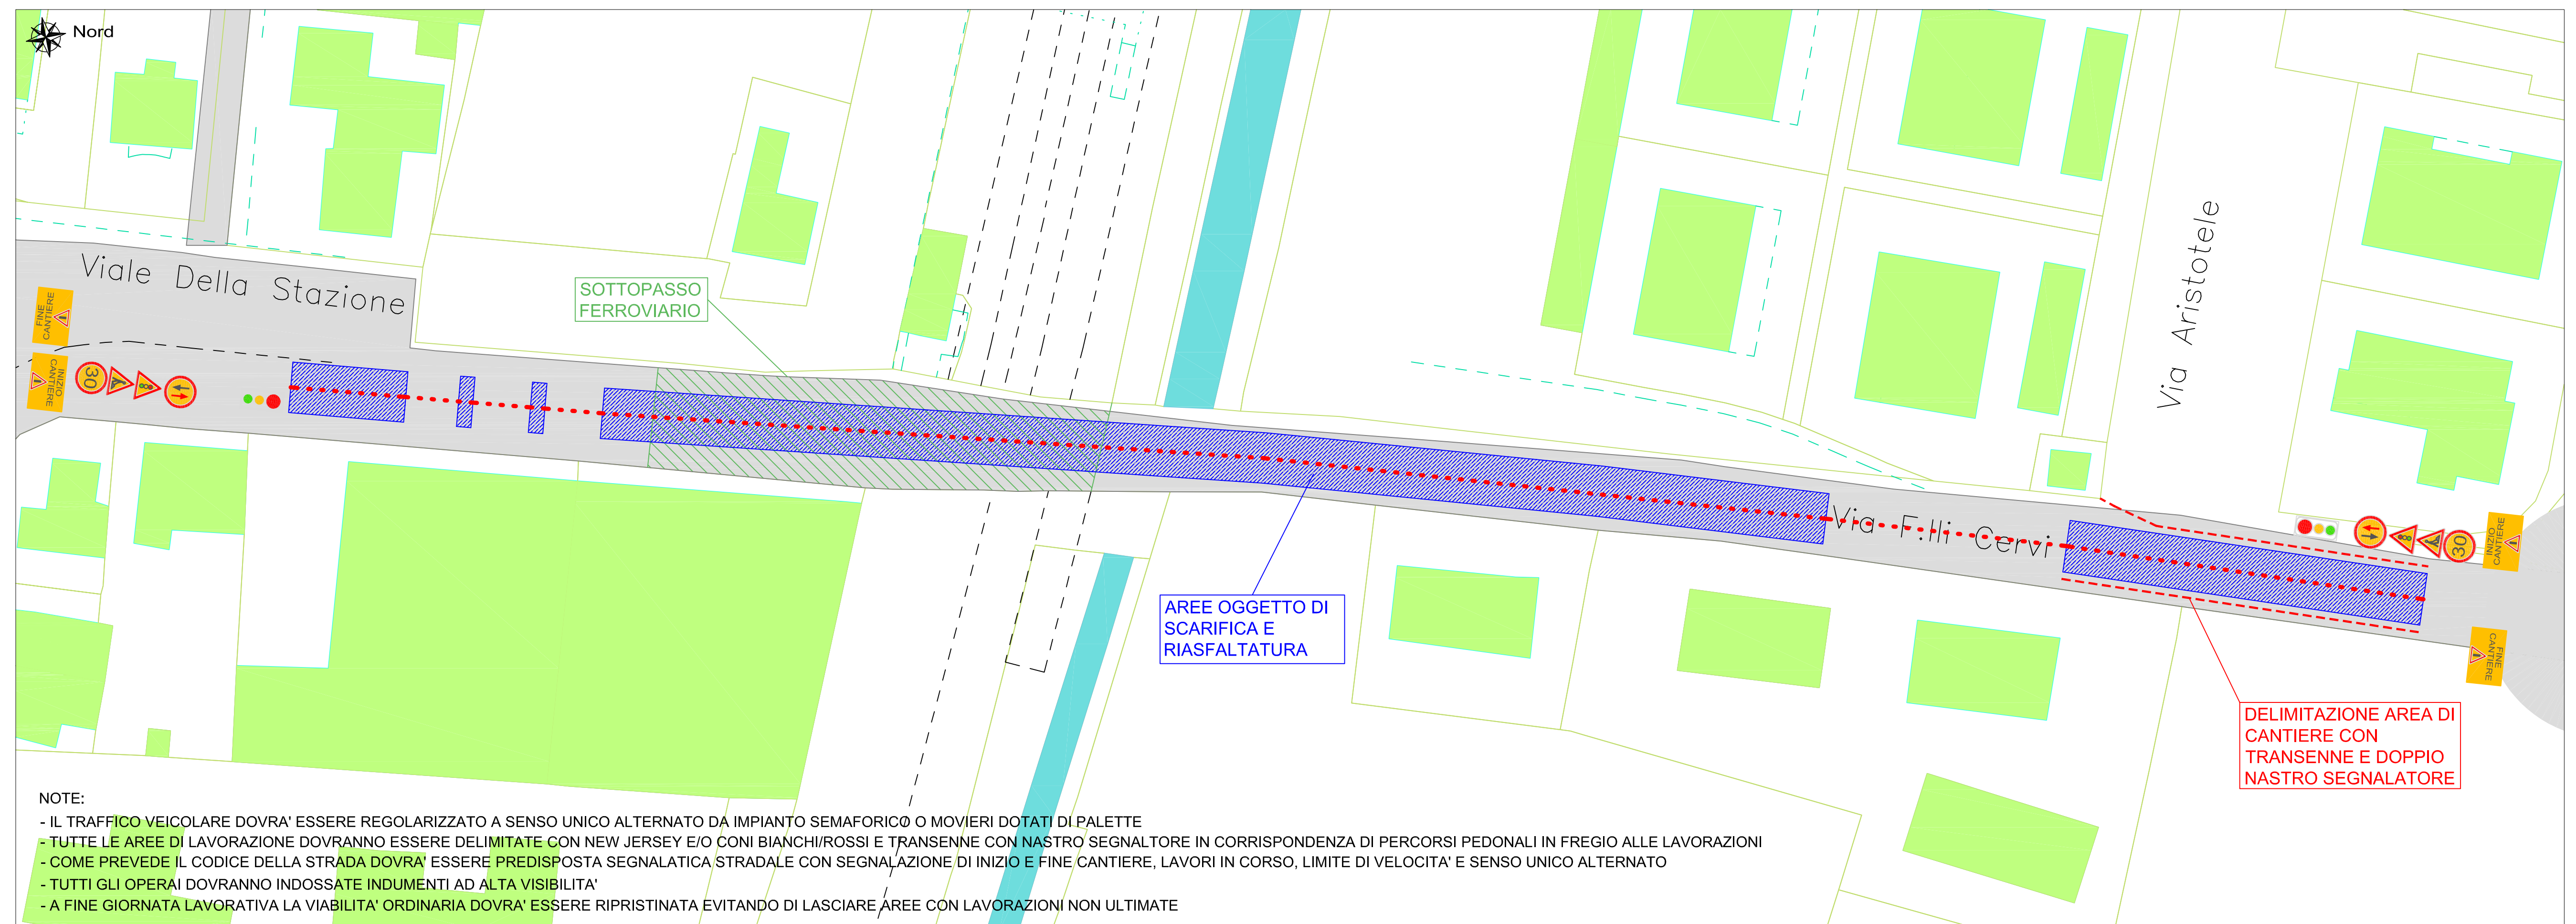 Nord
Viale Della Stazione
FINE
CANTIERE
INIZIO
CANTIERE
30
SOTTOPASSO
FERROVIARIO
Via Aristotele
Via F.lli Cervi
30
INIZIO
CANTIERE
FINE
CANTIERE
AREE OGGETTO DI
SCARIFICA E
RIASFALTATURA
DELIMITAZIONE AREA DI
CANTIERE CON
TRANSENNE E DOPPIO
NASTRO SEGNALATORE
NOTE:
- IL TRAFFICO VEICOLARE DOVRA' ESSERE REGOLARIZZATO A SENSO UNICO ALTERNATO DA IMPIANTO SEMAFORICO O MOVIERI DOTATI DI PALETTE
- TUTTE LE AREE DI LAVORAZIONE DOVRANNO ESSERE DELIMITATE CON NEW JERSEY E/O CONI BIANCHI/ROSSI E TRANSENNE CON NASTRO SEGNALTORE IN CORRISPONDENZA DI PERCORSI PEDONALI IN FREGIO ALLE LAVORAZIONI
- COME PREVEDE IL CODICE DELLA STRADA DOVRA' ESSERE PREDISPOSTA SEGNALATICA STRADALE CON SEGNALAZIONE DI INIZIO E FINE CANTIERE, LAVORI IN CORSO, LIMITE DI VELOCITA' E SENSO UNICO ALTERNATO
- TUTTI GLI OPERAI DOVRANNO INDOSSATE INDUMENTI AD ALTA VISIBILITA'
- A FINE GIORNATA LAVORATIVA LA VIABILITA' ORDINARIA DOVRA' ESSERE RIPRISTINATA EVITANDO DI LASCIARE AREE CON LAVORAZIONI NON ULTIMATE